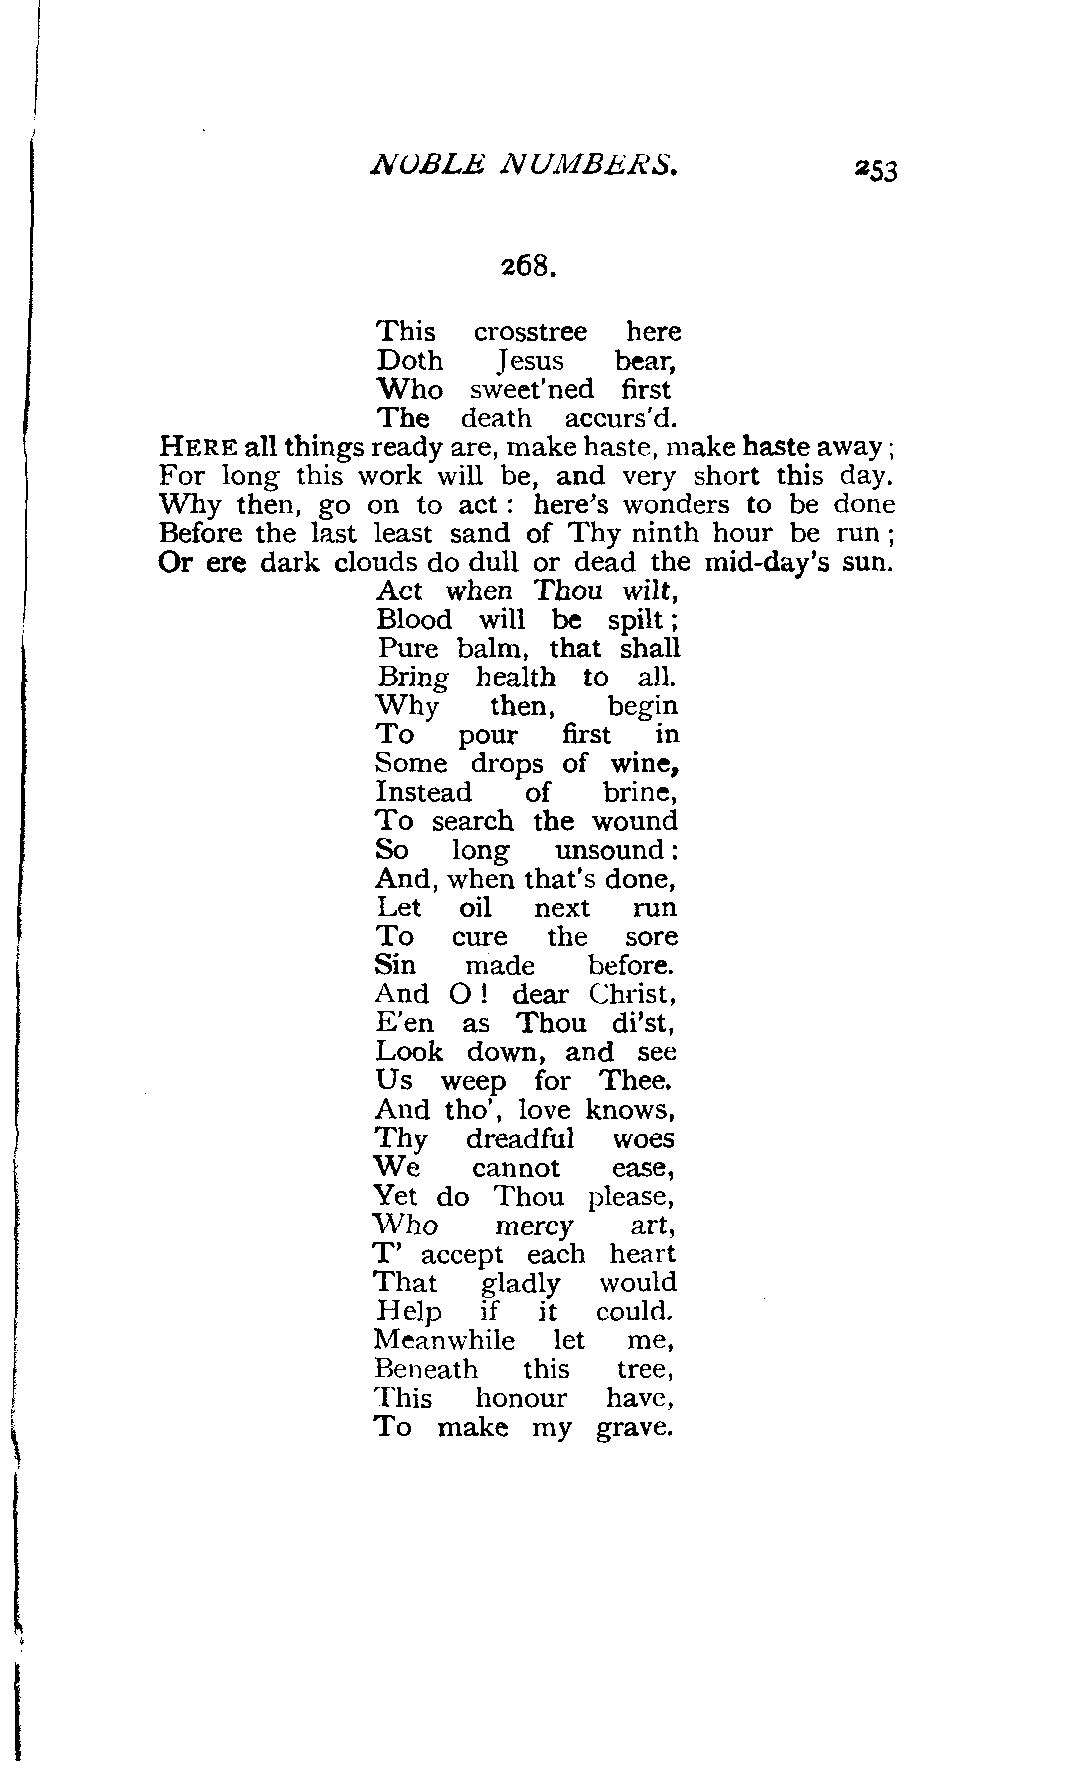 NOBLE NUMBERS. 253
268.
This crosstree here
Doth Jesus bear,
Who sweet'ned first
The death accurs'd.
HERE all things ready are, make haste, make haste away;
For long this work will be, and very short this day.
Why then, go on to act: here's wonders to be done
Before the last least sand of Thy ninth hour be run;
Or ere dark clouds do dull or dead the mid-day's sun.
Act when Thou wilt,
Blood will be spilt;
Pure balm, that shall
Bring health to all.
Why then, begin
To pour first in
Some drops of wine,
Instead of brine,
To search the wound
So long unsound:
And, when that's done,
Let oil next run
To cure the sore
Sin made before.
And O! dear Christ,
E'en as Thou di'st,
Look down, and see
Us weep for Thee.
And tho', love knows,
Thy dreadful woes
We cannot ease,
Yet do Thou please,
Who mercy art,
T' accept each heart
That gladly would
Help if it could.
Meanwhile let me,
Beneath this tree,
This honour have,
To make my grave.